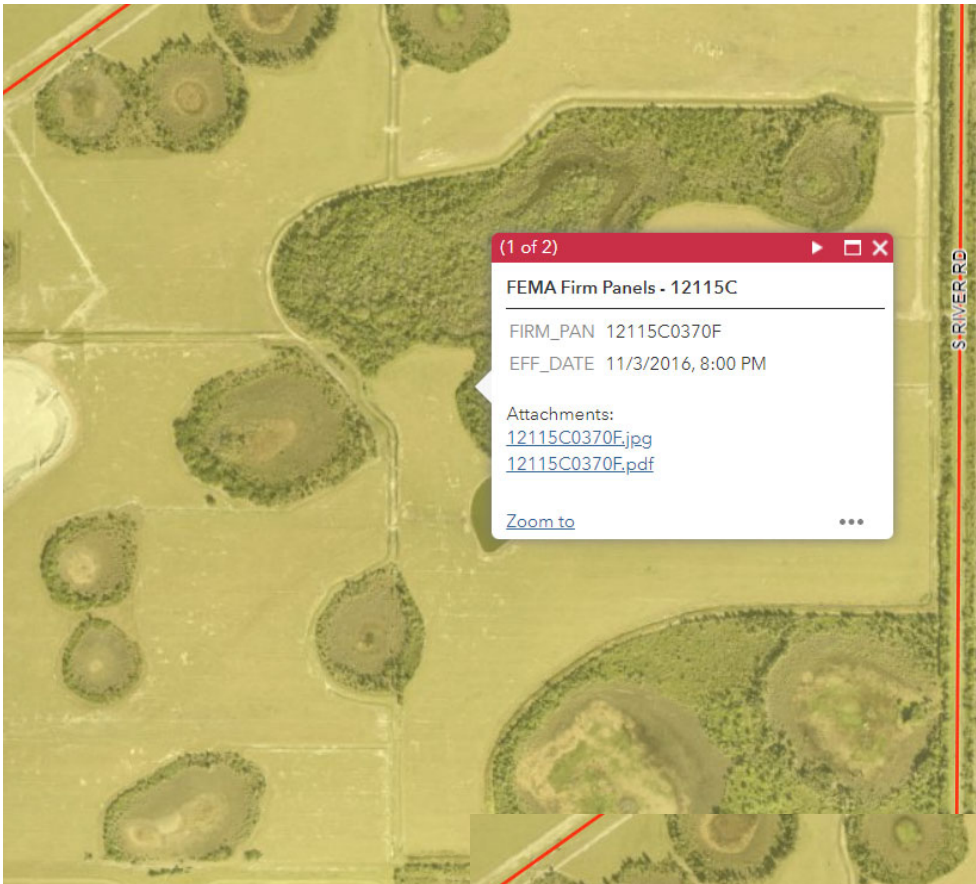 (1 of 2)
FEMA Firm Panels - 12115C
FIRM_PAN 12115C0370F
EFF_DATE 11/3/2016, 8:00 PM
Attachments:
12115C0370F.jpg
12115C0370F.pdf
Zoom to
S RIVER RD